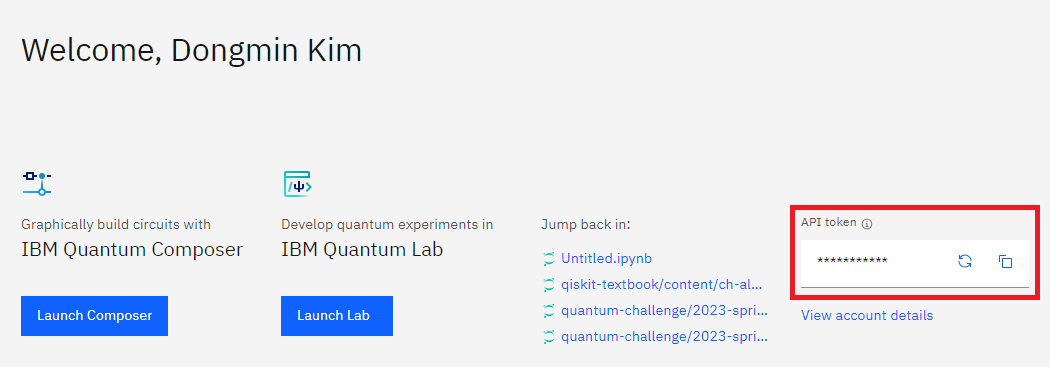 Welcome, Dongmin Kim
Graphically build circuits with
IBM Quantum Composer
Launch Composer
Develop quantum experiments in
IBM Quantum Lab
Launch Lab
Jump back in:
Untitled.ipynb
qiskit-textbook/content/ch-al...
quantum-challenge/2023-spri...
quantum-challenge/2023-spri...
API token
***********
View account details